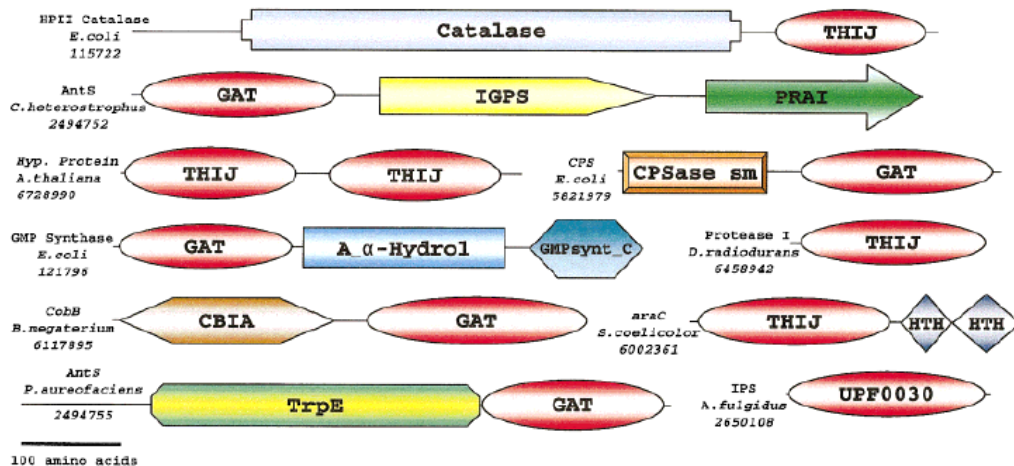 HPII Catalase
E.coli
115722
Catalase
THIJ
AntS
C.heterostrophus
2494752
GAT
IGPS
PRAI
Hyp. Protein
A.thaliana
6728990
THIJ
THIJ
CPS
E.coli
5821979
CPSase sm
GAT
GMP Synthase
E.coli
121796
GAT
A_α-Hydrol
GMPsynt_C
Protease I
D.radiodurans
6458942
THIJ
CobB
B.megaterium
6117895
CBIA
GAT
araC
S.coelicolor
6002361
THIJ
HTH
HTH
AntS
P.aureofaciens
2494755
TrpE
GAT
IPS
A.fulgidus
2650108
UPF0030
100 amino acids